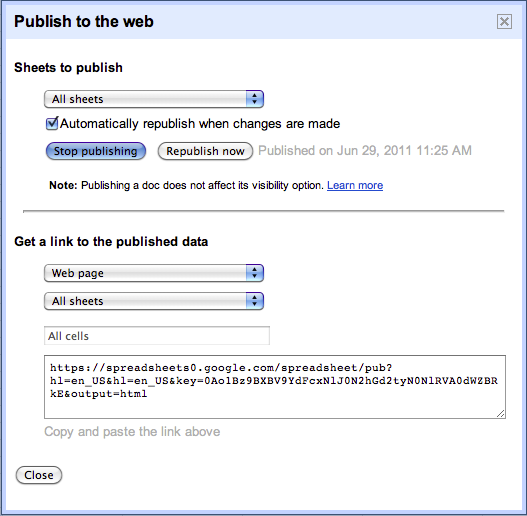 Publish to the web
Sheets to publish
All sheets
Automatically republish when changes are made
Stop publishing Republish now Published on Jun 29, 2011 11:25 AM
Note: Publishing a doc does not affect its visibility option. Learn more
Get a link to the published data
Web page
All sheets
All cells
https://spreadsheets0.google.com/spreadsheet/pub?
hl=en_US&hl=en_US&key=0Ao1Bz9BXBV9YdFcxNlJ0N2hGd2tyN0NlRVA0dWZBR
kE&output=html
Copy and paste the link above
Close